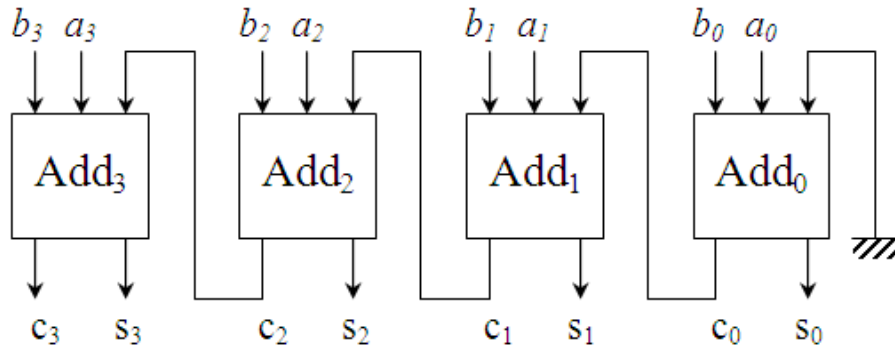 b₃ a₃ b₂ a₂ b₁ a₁ b₀ a₀
Add₃ Add₂ Add₁ Add₀
c₃ s₃ c₂ s₂ c₁ s₁ c₀ s₀